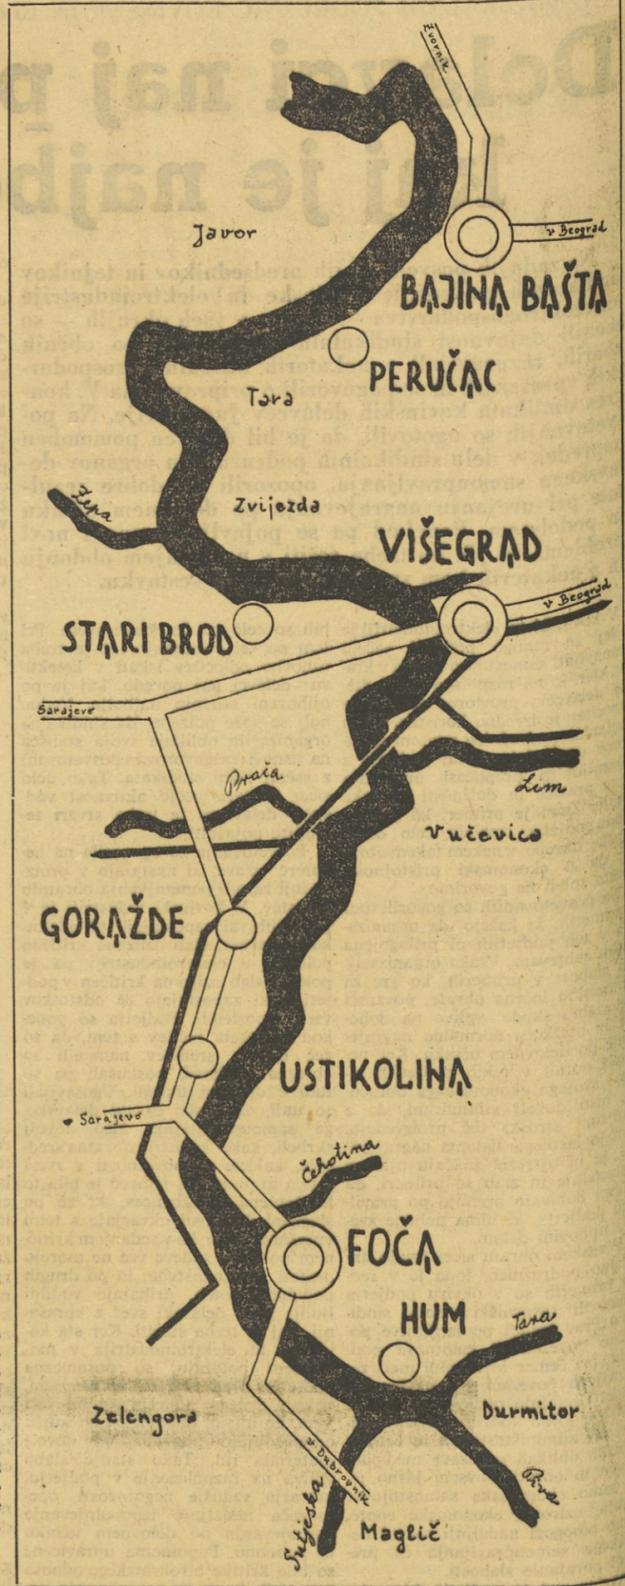 Zvornik
Javor
v Beograd
BAJINA BAŠTA
PERUČAC
Tara
Žepa
Zvijezda
VIŠEGRAD
v Beograd
STARI BROD
Sarajevo
Prača
Lim
Vučevica
GORAŽDE
USTIKOLINA
Sarajevo
Čehotina
FOČA
HUM
Tara
Zelengora
Durmitor
v Dubrovnik
Piva
Sutjeska
Maglič